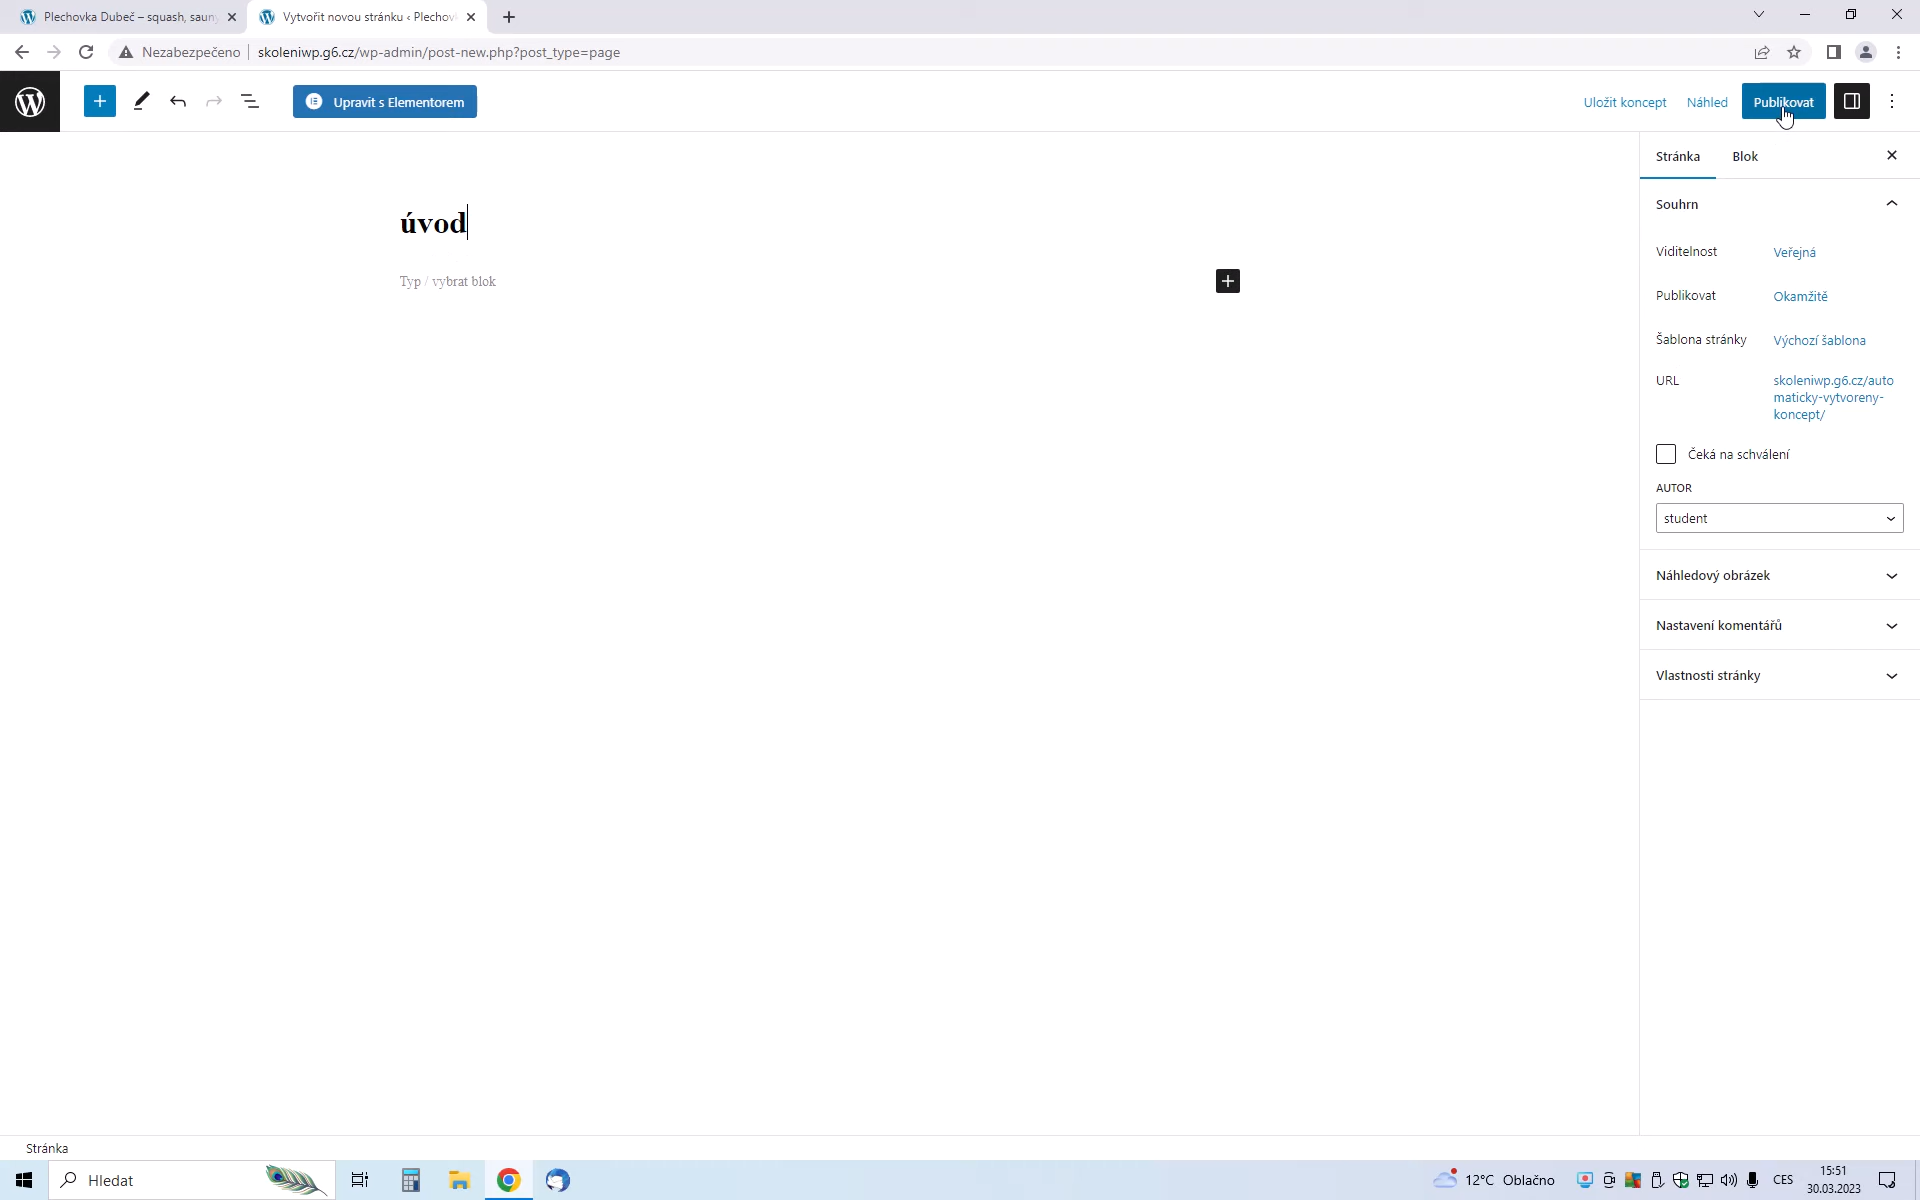 Plechovka Dubeč – squash, sauny
Vytvořit novou stránku ‹ Plechovk
Nezabezpečeno
skoleniwp.g6.cz/wp-admin/post-new.php?post_type=page
Upravit s Elementorem
Uložit koncept
Náhled
Publikovat
Stránka
Blok
úvod
Typ / vybrat blok
Souhrn
Viditelnost
Veřejná
Publikovat
Okamžitě
Šablona stránky
Výchozí šablona
URL
skoleniwp.g6.cz/auto
maticky-vytvoreny-
koncept/
Čeká na schválení
AUTOR
student
Náhledový obrázek
Nastavení komentářů
Vlastnosti stránky
Stránka
Hledat
12°C Oblačno
CES
15:51
30.03.2023